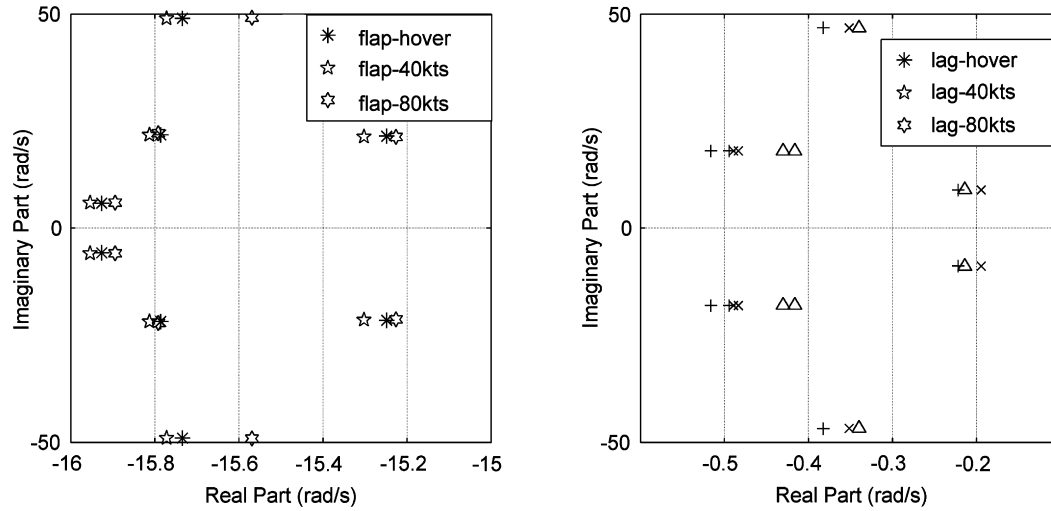 50
flap-hover
flap-40kts
flap-80kts
0
-50
Imaginary Part (rad/s)
-16
-15.8
-15.6
-15.4
-15.2
-15
Real Part (rad/s)
50
lag-hover
lag-40kts
lag-80kts
0
-50
Imaginary Part (rad/s)
-0.5
-0.4
-0.3
-0.2
Real Part (rad/s)